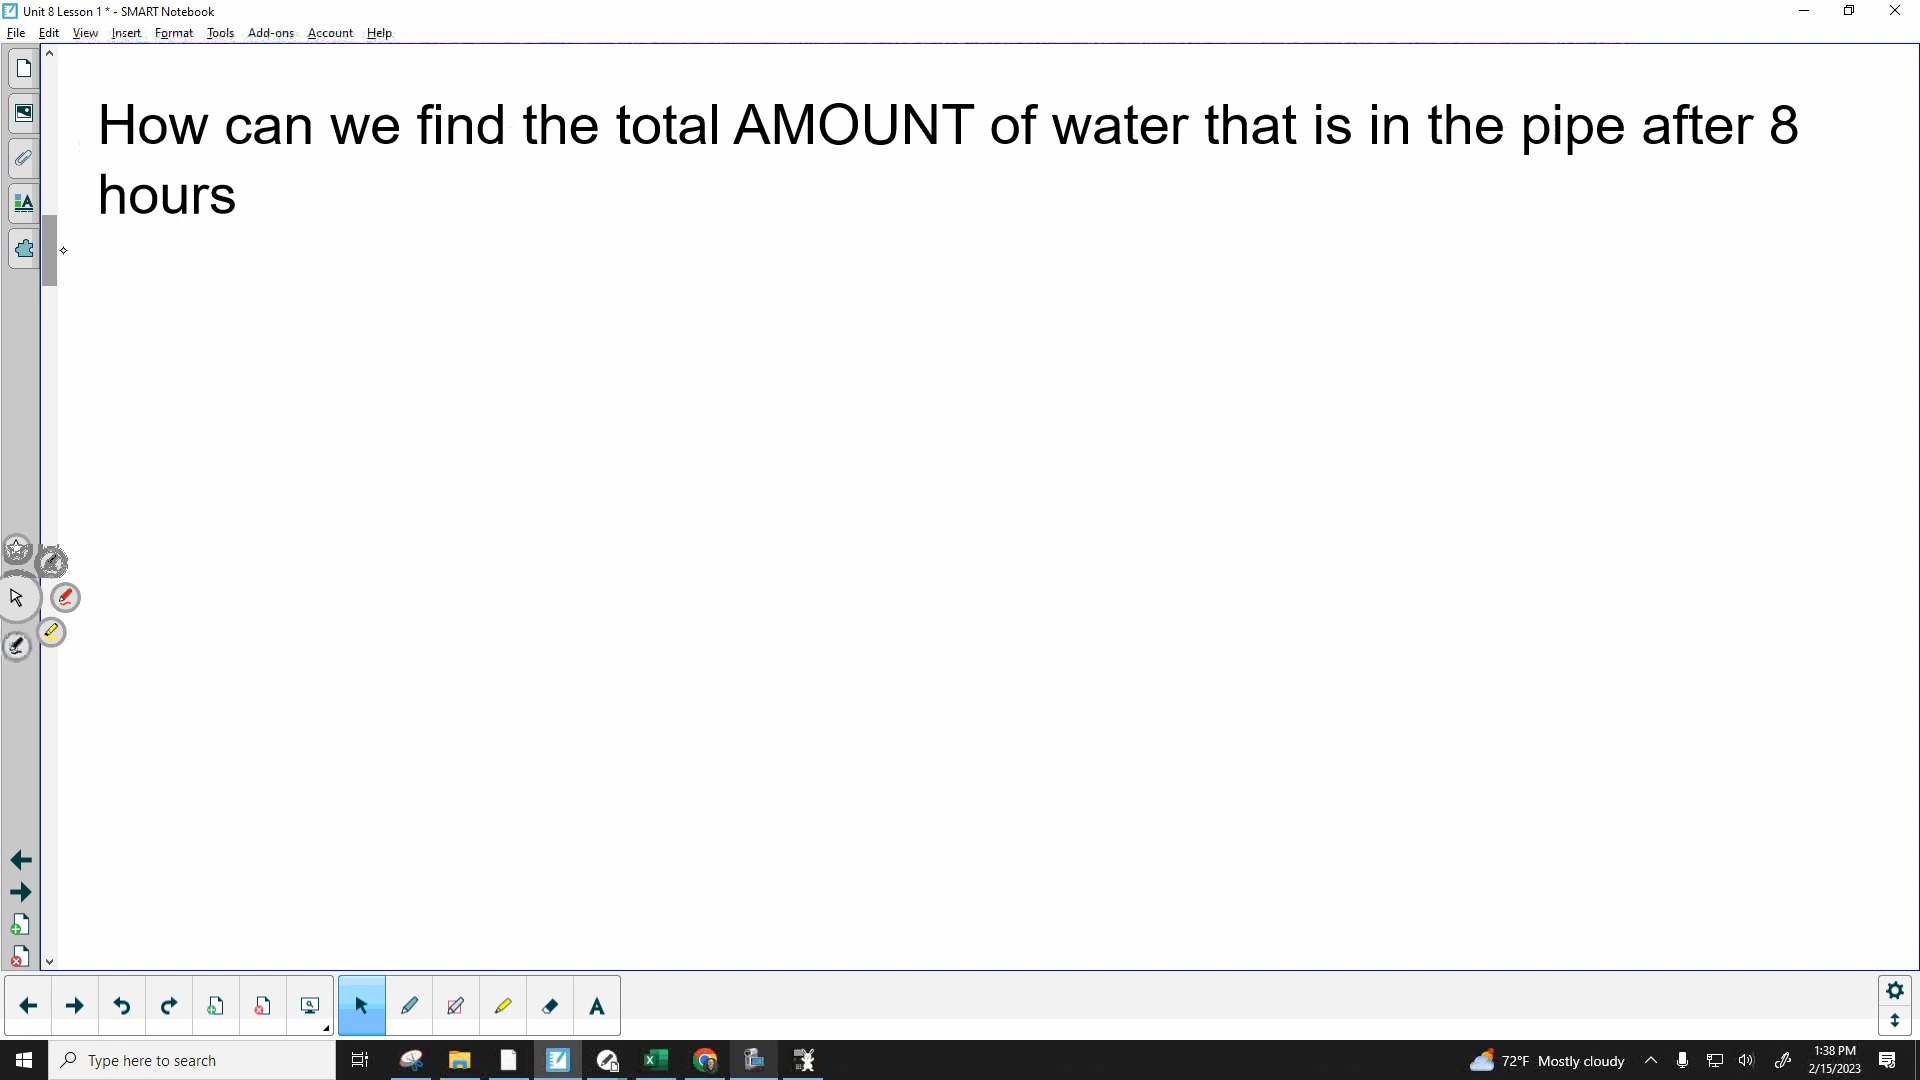 Unit 8 Lesson 1 * - SMART Notebook
File Edit View Insert Format Tools Add-ons Account Help
How can we find the total AMOUNT of water that is in the pipe after 8
hours
Type here to search
72°F Mostly cloudy
1:38 PM
2/15/2023